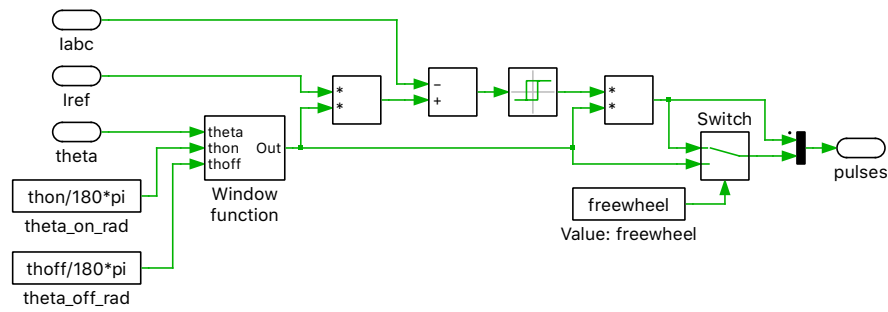 Iabc
Iref
theta
thon/180*pi
theta_on_rad
thoff/180*pi
theta_off_rad
theta
thon
thoff
Out
Window
function
*
*
−
+
*
*
Switch
freewheel
Value: freewheel
pulses